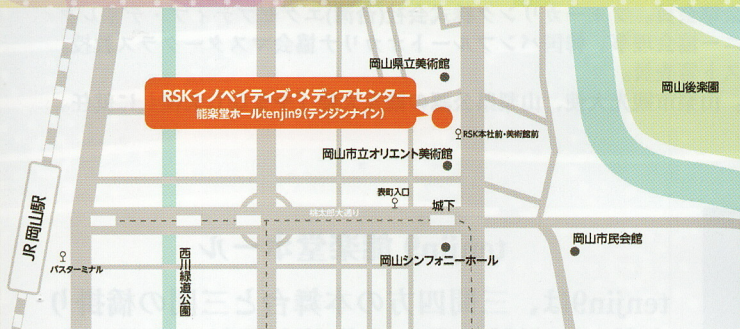 岡山県立美術館
岡山後楽園
RSKイノベイティブ・メディアセンター
能楽堂ホールtenjin9(テンジンナイン)
RSK本社前・美術館前
岡山市立オリエント美術館
表町入口
城下
桃太郎大通り
JR岡山駅
バスターミナル
西川緑道公園
岡山シンフォニーホール
岡山市民会館